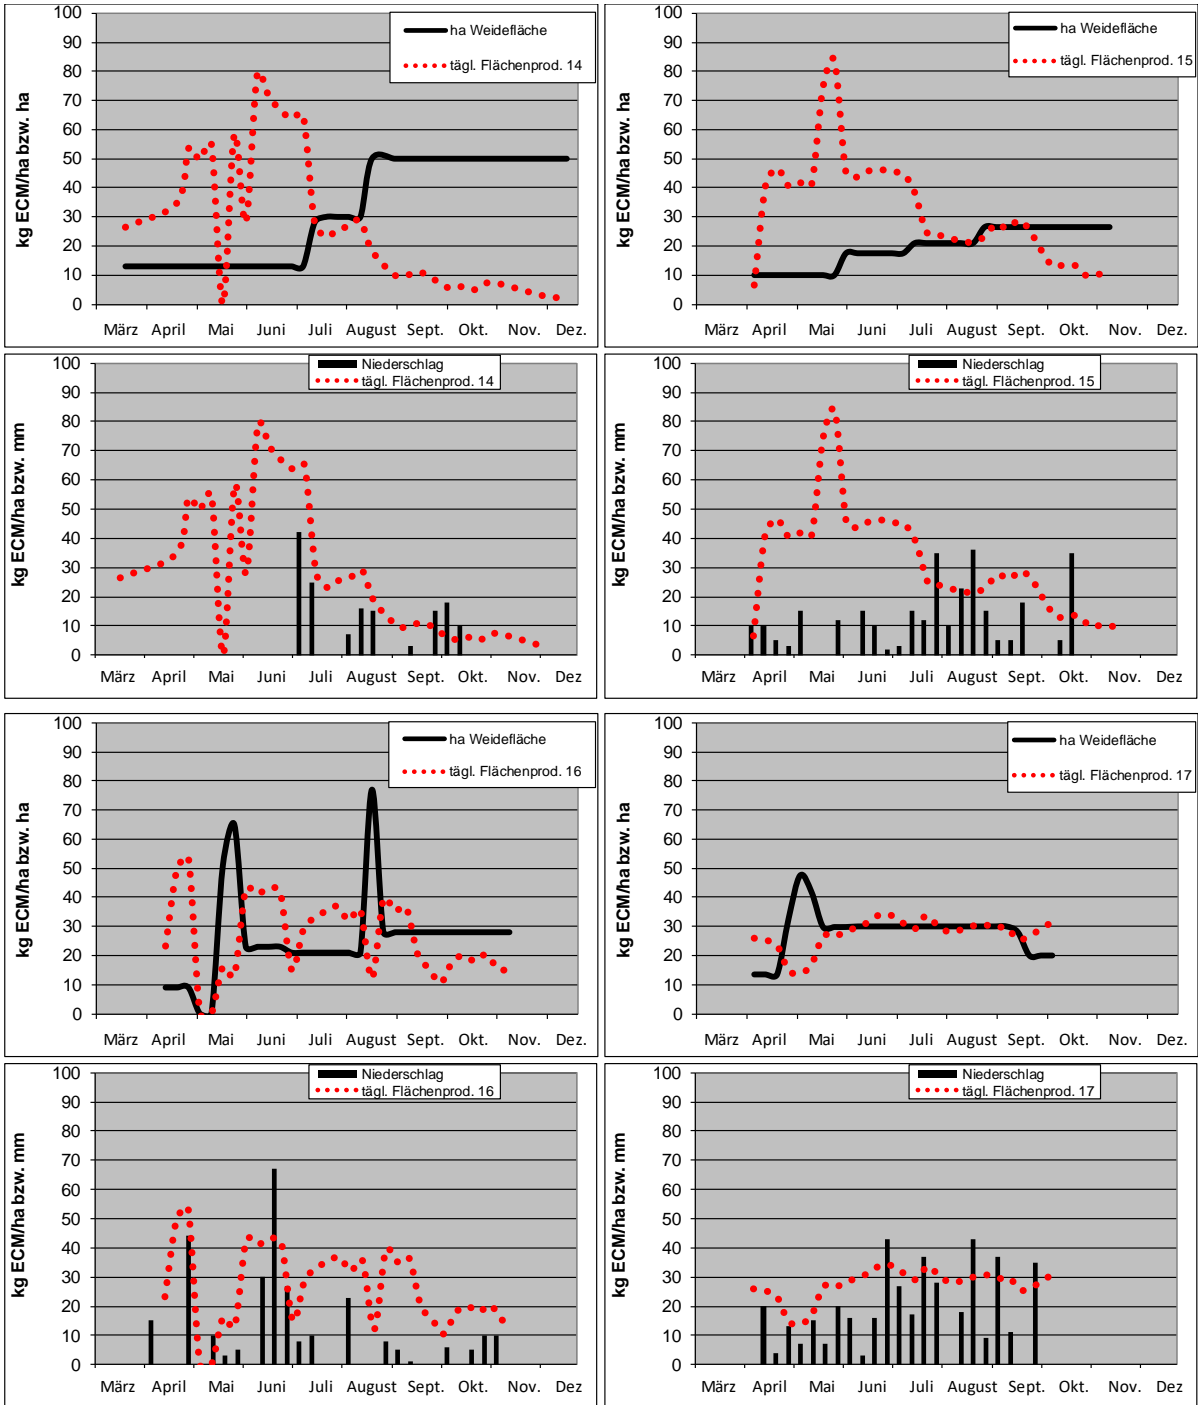 kg ECM/ha bzw. ha
100
90
80
70
60
50
40
30
20
10
0
ha Weidefläche
tägl. Flächenprod. 14
März April Mai Juni Juli August Sept. Okt. Nov. Dez.
kg ECM/ha bzw. ha
100
90
80
70
60
50
40
30
20
10
0
ha Weidefläche
tägl. Flächenprod. 15
März April Mai Juni Juli August Sept. Okt. Nov. Dez.
kg ECM/ha bzw. mm
100
90
80
70
60
50
40
30
20
10
0
Niederschlag
tägl. Flächenprod. 14
März April Mai Juni Juli August Sept. Okt. Nov. Dez
kg ECM/ha bzw. mm
100
90
80
70
60
50
40
30
20
10
0
Niederschlag
tägl. Flächenprod. 15
März April Mai Juni Juli August Sept. Okt. Nov. Dez
kg ECM/ha bzw. ha
100
90
80
70
60
50
40
30
20
10
0
ha Weidefläche
tägl. Flächenprod. 16
März April Mai Juni Juli August Sept. Okt. Nov. Dez.
kg ECM/ha bzw. ha
100
90
80
70
60
50
40
30
20
10
0
ha Weidefläche
tägl. Flächenprod. 17
März April Mai Juni Juli August Sept. Okt. Nov. Dez.
kg ECM/ha bzw. mm
100
90
80
70
60
50
40
30
20
10
0
Niederschlag
tägl. Flächenprod. 16
März April Mai Juni Juli August Sept. Okt. Nov. Dez
kg ECM/ha bzw. mm
100
90
80
70
60
50
40
30
20
10
0
Niederschlag
tägl. Flächenprod. 17
März April Mai Juni Juli August Sept. Okt. Nov. Dez